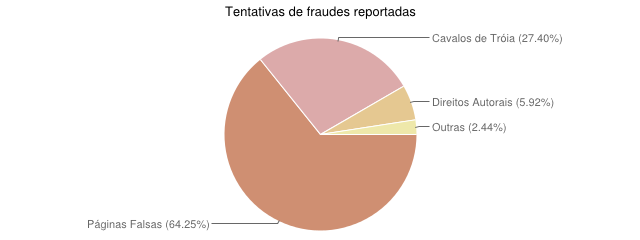 Tentativas de fraudes reportadas
Cavalos de Tróia (27.40%)
Direitos Autorais (5.92%)
Outras (2.44%)
Páginas Falsas (64.25%)